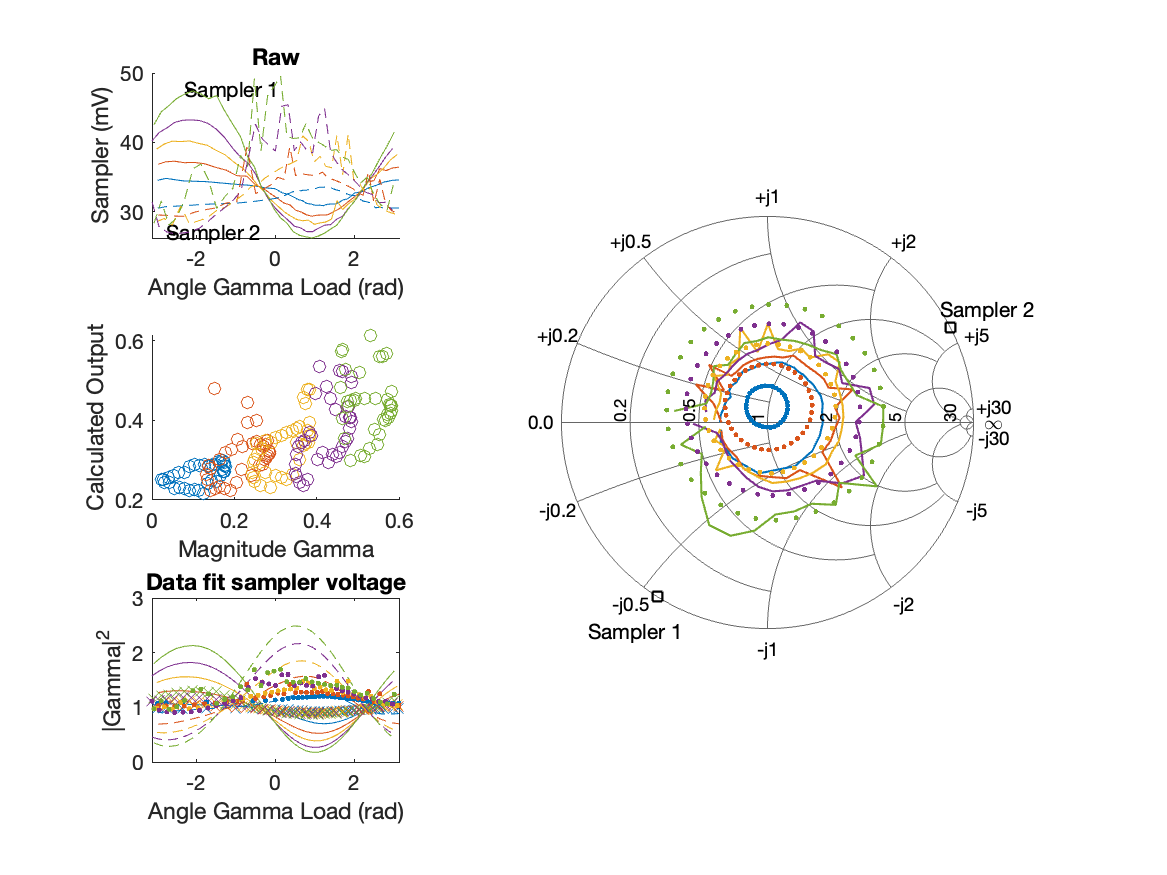 Raw
50
40
30
Sampler (mV)
Sampler 1
Sampler 2
-2
0
2
Angle Gamma Load (rad)
0.6
0.4
0.2
Calculated Output
0
0.2
0.4
0.6
Magnitude Gamma
Data fit sampler voltage
3
2
1
0
|Gamma|2
-2
0
2
Angle Gamma Load (rad)
+j1
+j0.5
+j2
Sampler 2
+j0.2
+j5
0.0
0.2
0.5
1
2
5
30
+j30
∞
-j30
-j0.2
-j5
-j0.5
-j2
Sampler 1
-j1